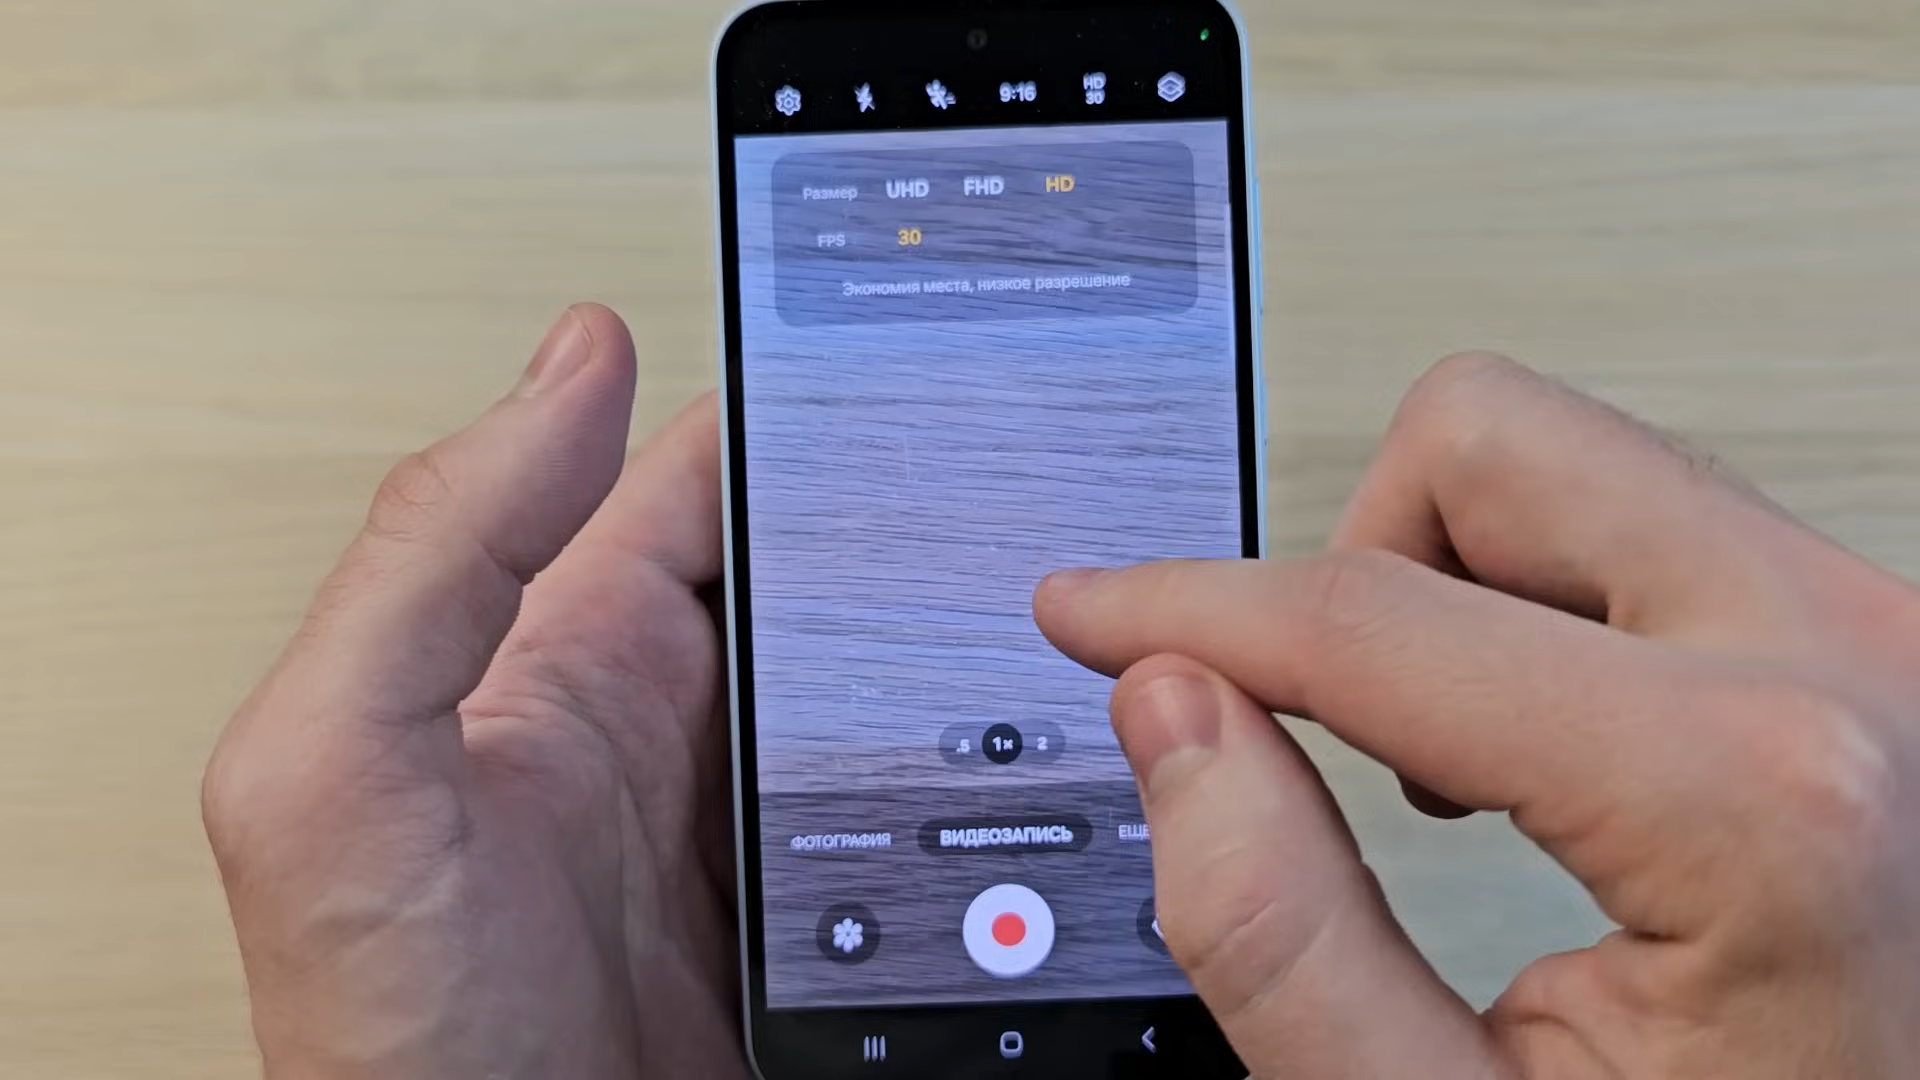 9:16 HD 30
Размер UHD FHD HD
FPS 30
Экономия места, низкое разрешение
.5 1x 2
ФОТОГРАФИЯ ВИДЕОЗАПИСЬ ЕЩЕ